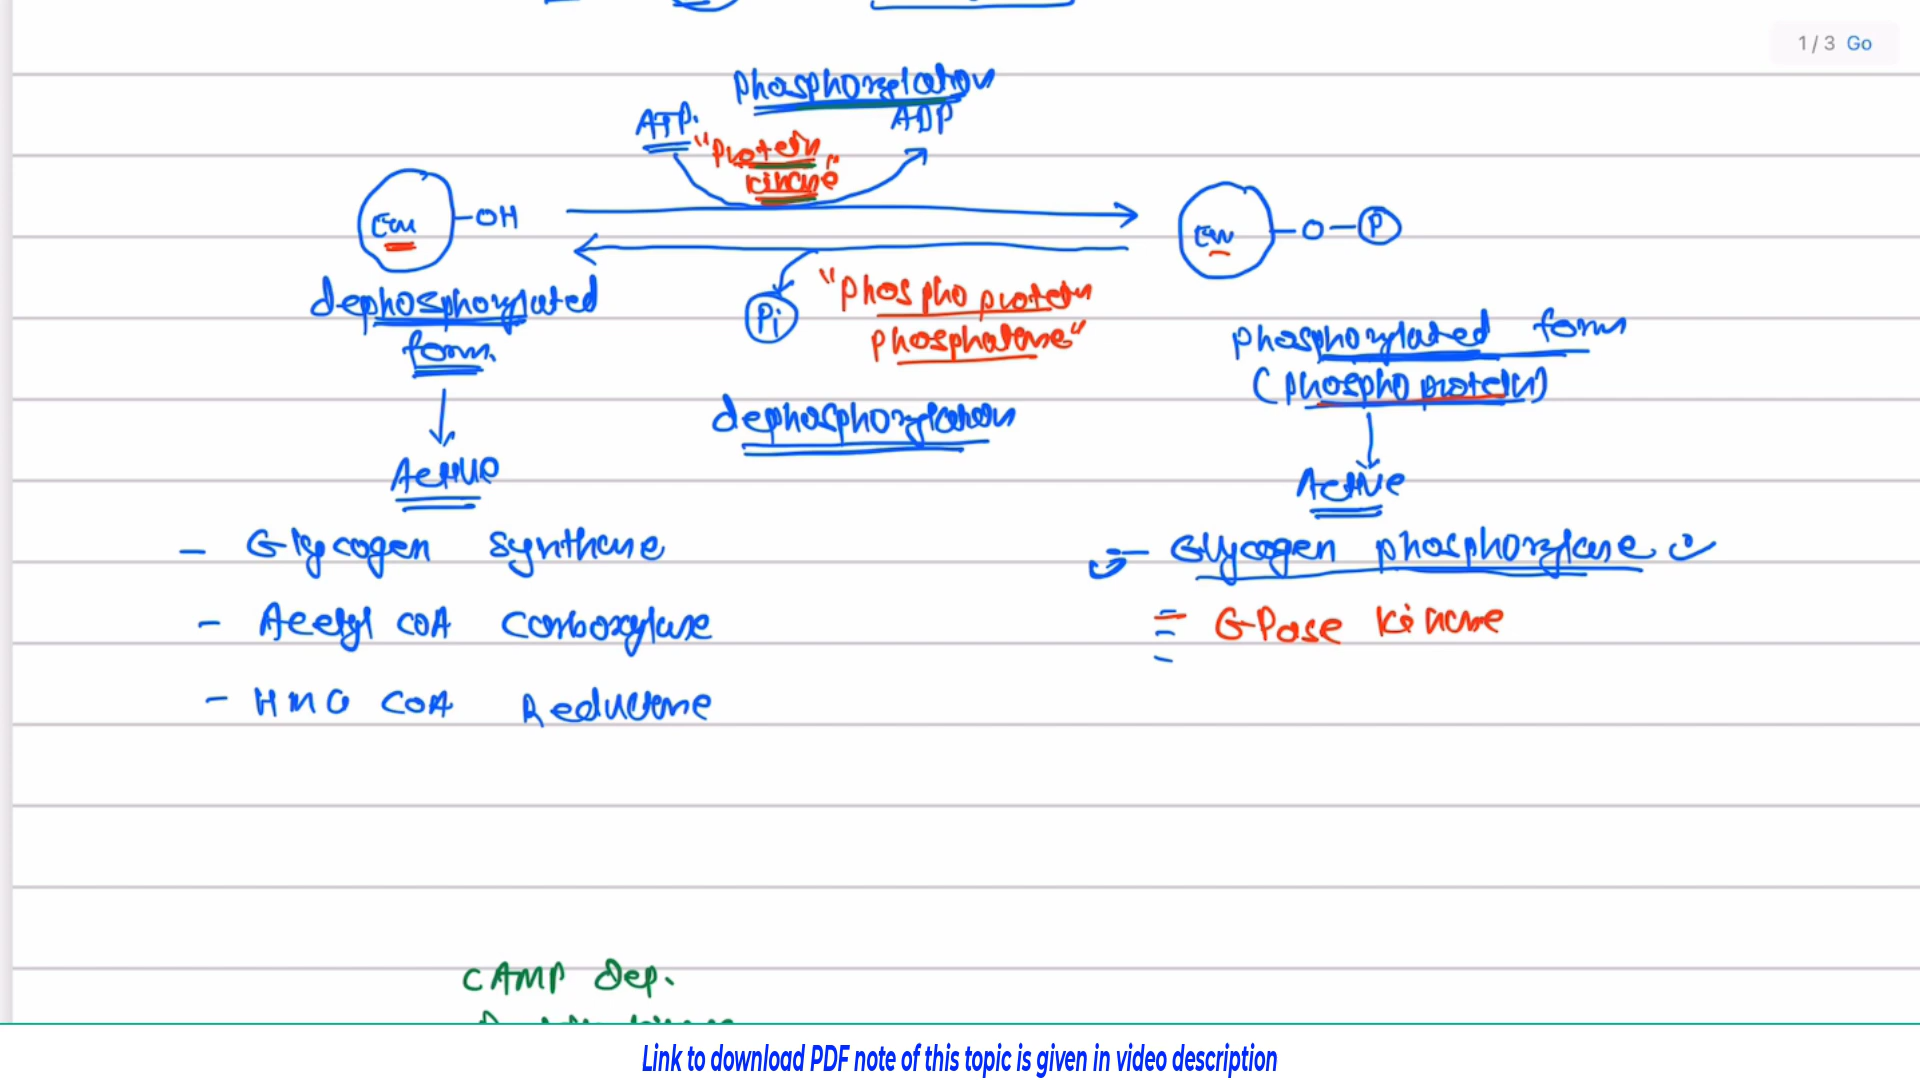 1 / 3 Go
phosphorylation
ATP. ADP
"Protein
kinase"
Enz -OH
Enz -O-P
Pi
"Phospho protein
phosphatase"
dephosphorylated
form.
phosphorylated form
(phospho protein)
dephosphorylation
Active
Active
- Glycogen synthase
- Glycogen phosphorylase
- Acetyl CoA Carboxylase
- GPase kinase
- HMG CoA Reductase
cAMP dep.
Link to download PDF note of this topic is given in video description